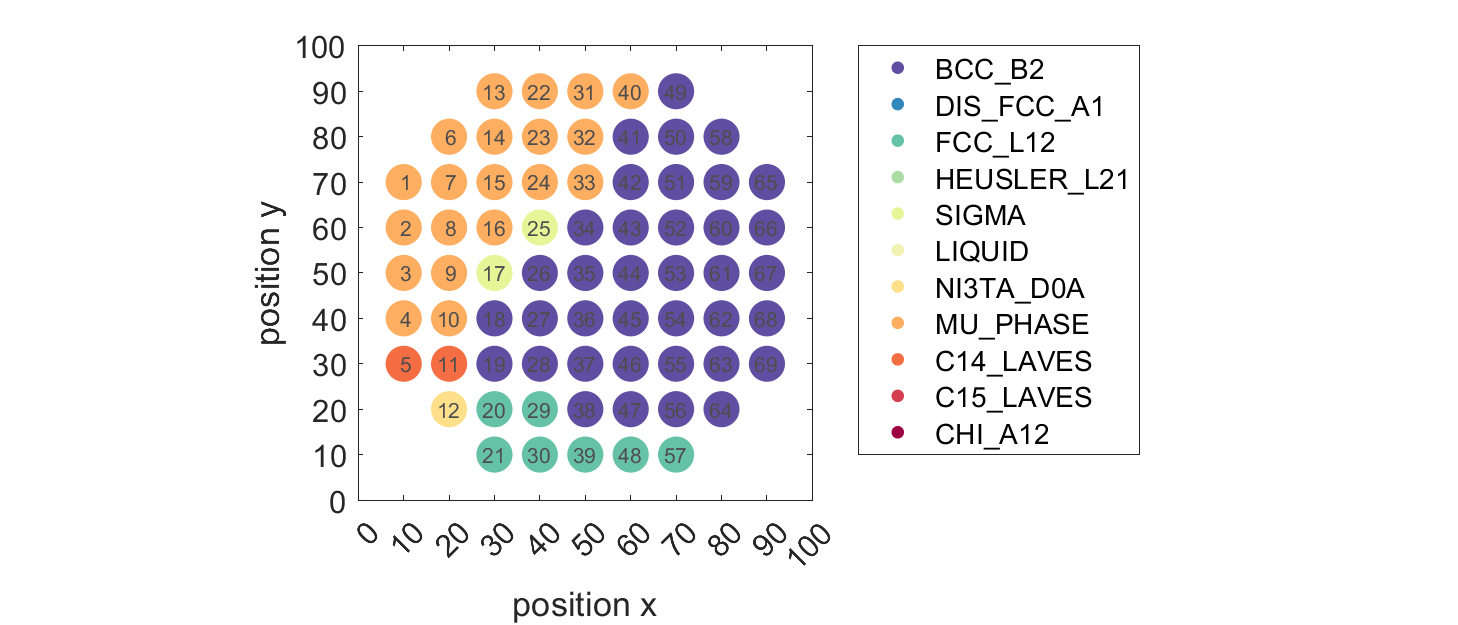 100
90 13 22 31 40 49
80 6 14 23 32 41 50 58
70 1 7 15 24 33 42 51 59 65
60 2 8 16 25 34 43 52 60 66
50 3 9 17 26 35 44 53 61 67
40 4 10 18 27 36 45 54 62 68
30 5 11 19 28 37 46 55 63 69
20 12 20 29 38 47 56 64
10 21 30 39 48 57
0
0 10 20 30 40 50 60 70 80 90 100
position x
position y
BCC_B2
DIS_FCC_A1
FCC_L12
HEUSLER_L21
SIGMA
LIQUID
NI3TA_D0A
MU_PHASE
C14_LAVES
C15_LAVES
CHI_A12